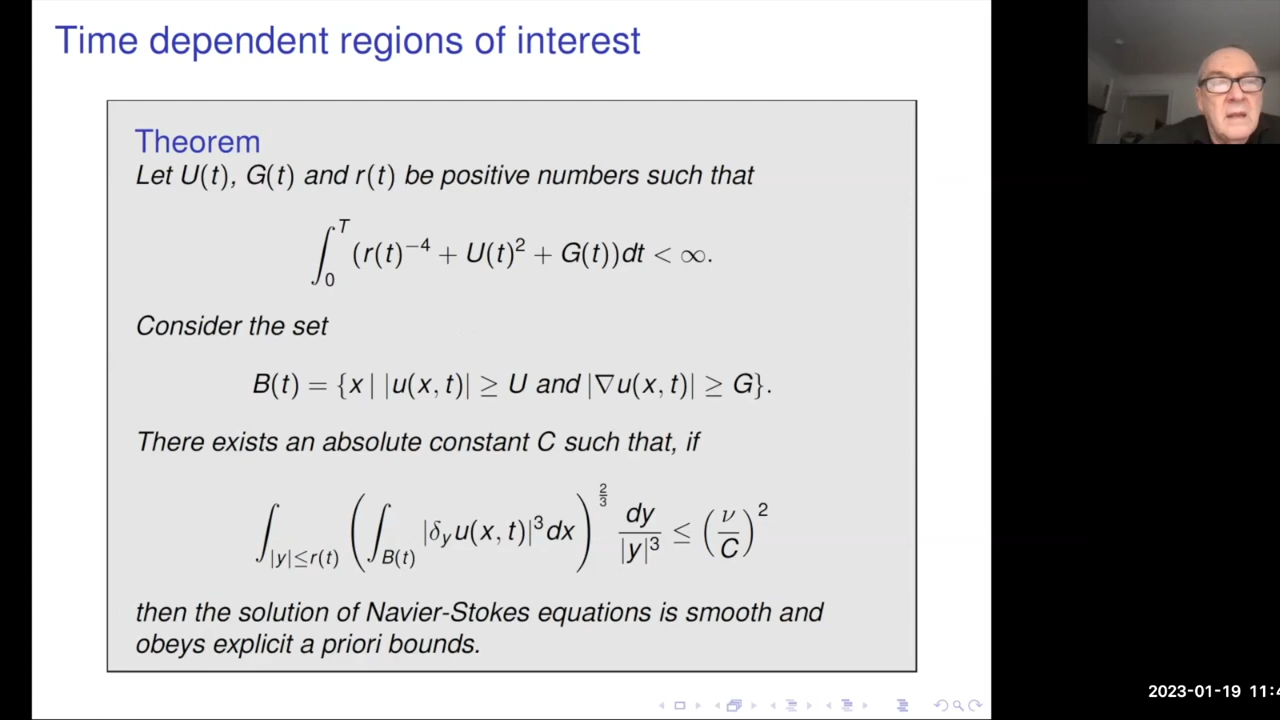 Time dependent regions of interest
Theorem
Let U(t), G(t) and r(t) be positive numbers such that
∫_0^T (r(t)^{-4} + U(t)^2 + G(t))dt < ∞.
Consider the set
B(t) = {x | |u(x, t)| ≥ U and |∇u(x, t)| ≥ G}.
There exists an absolute constant C such that, if
∫_{|y|≤r(t)} (∫_{B(t)} |δ_y u(x, t)|^3 dx)^{2/3} dy/|y|^3 ≤ (ν/C)^2
then the solution of Navier-Stokes equations is smooth and
obeys explicit a priori bounds.
2023-01-19